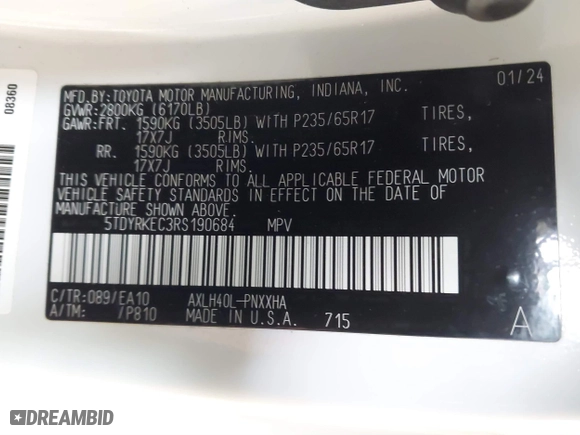 08360
MFD.BY:TOYOTA MOTOR MANUFACTURING, INDIANA, INC. 01/24
GVWR:2800KG (6170LB)
GAWR:FRT. 1590KG (3505LB) WITH P235/65R17 TIRES,
17X7J RIMS.
RR. 1590KG (3505LB) WITH P235/65R17 TIRES,
17X7J RIMS.
THIS VEHICLE CONFORMS TO ALL APPLICABLE FEDERAL MOTOR
VEHICLE SAFETY STANDARDS IN EFFECT ON THE DATE OF
MANUFACTURE SHOWN ABOVE.
5TDYRKEC3RS190684 MPV
C/TR:089/EA10 AXLH40L-PNXXHA
A/TM: /P810 MADE IN U.S.A. 715 A
DREAMBID